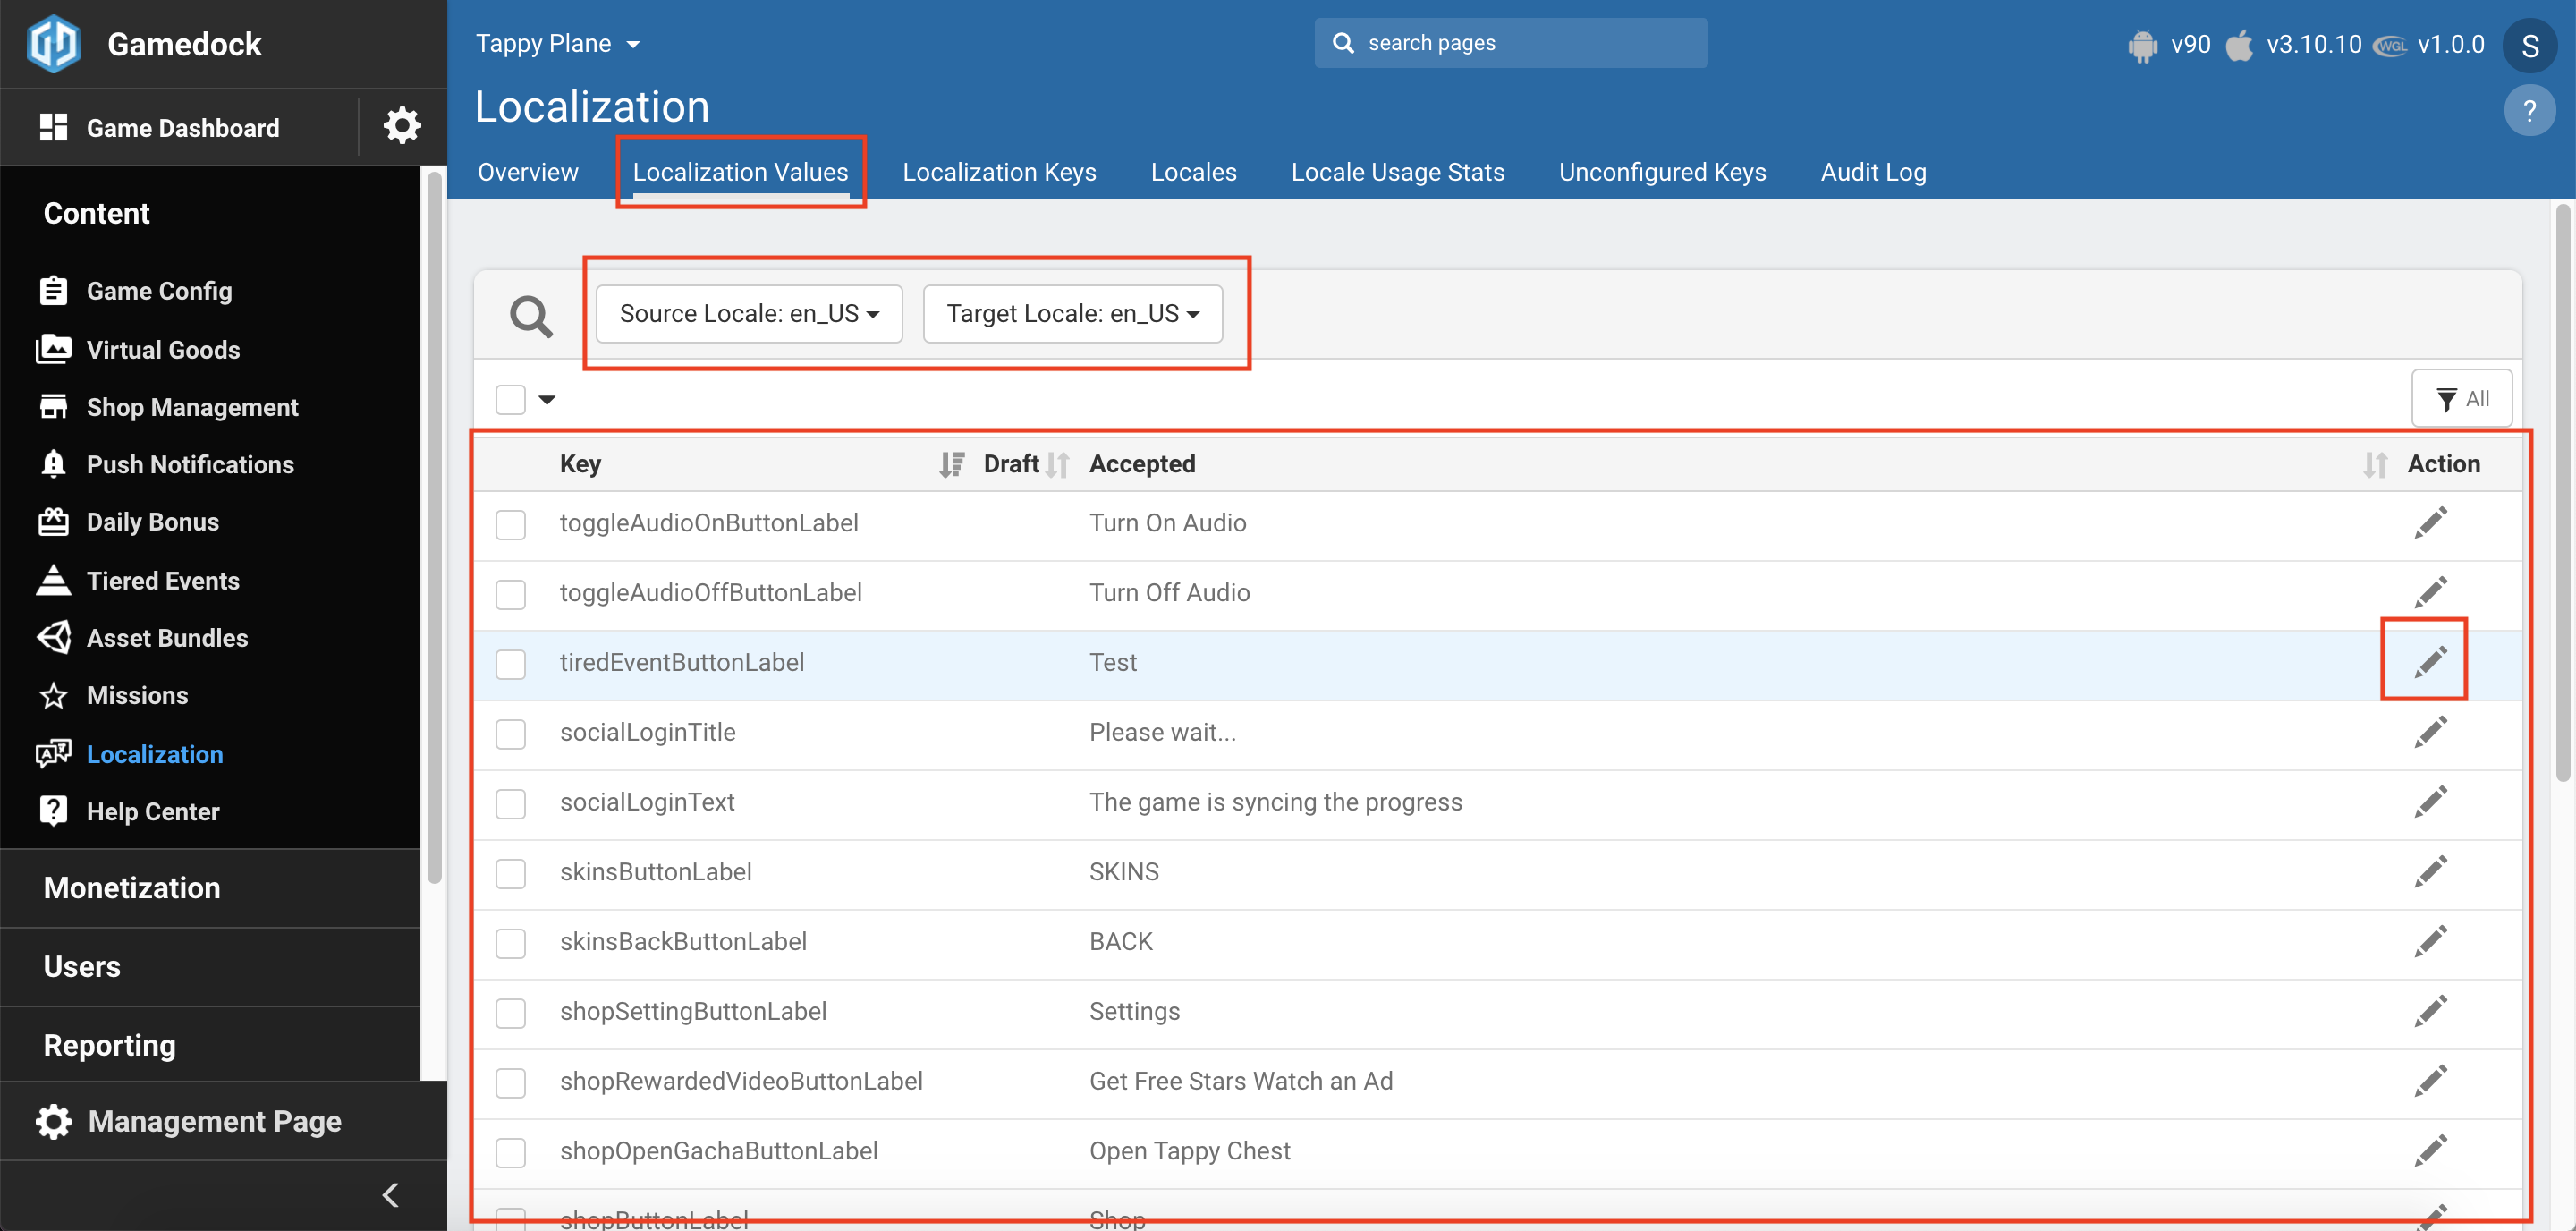 Gamedock
Tappy Plane
search pages
v90
v3.10.10
WGL
v1.0.0
S
Game Dashboard
Localization
?
Overview
Localization Values
Localization Keys
Locales
Locale Usage Stats
Unconfigured Keys
Audit Log
Content
Game Config
Virtual Goods
Shop Management
Push Notifications
Daily Bonus
Tiered Events
Asset Bundles
Missions
Localization
Help Center
Monetization
Users
Reporting
Management Page
Source Locale: en_US
Target Locale: en_US
All
Key Draft Accepted Action
toggleAudioOnButtonLabel Turn On Audio
toggleAudioOffButtonLabel Turn Off Audio
tiredEventButtonLabel Test
socialLoginTitle Please wait...
socialLoginText The game is syncing the progress
skinsButtonLabel SKINS
skinsBackButtonLabel BACK
shopSettingButtonLabel Settings
shopRewardedVideoButtonLabel Get Free Stars Watch an Ad
shopOpenGachaButtonLabel Open Tappy Chest
shopButtonLabel Shop